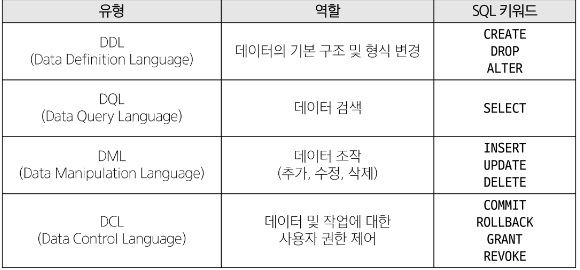 유형 역할 SQL 키워드
DDL
(Data Definition Language)
데이터의 기본 구조 및 형식 변경
CREATE
DROP
ALTER
DQL
(Data Query Language)
데이터 검색
SELECT
DML
(Data Manipulation Language)
데이터 조작
(추가, 수정, 삭제)
INSERT
UPDATE
DELETE
DCL
(Data Control Language)
데이터 및 작업에 대한
사용자 권한 제어
COMMIT
ROLLBACK
GRANT
REVOKE